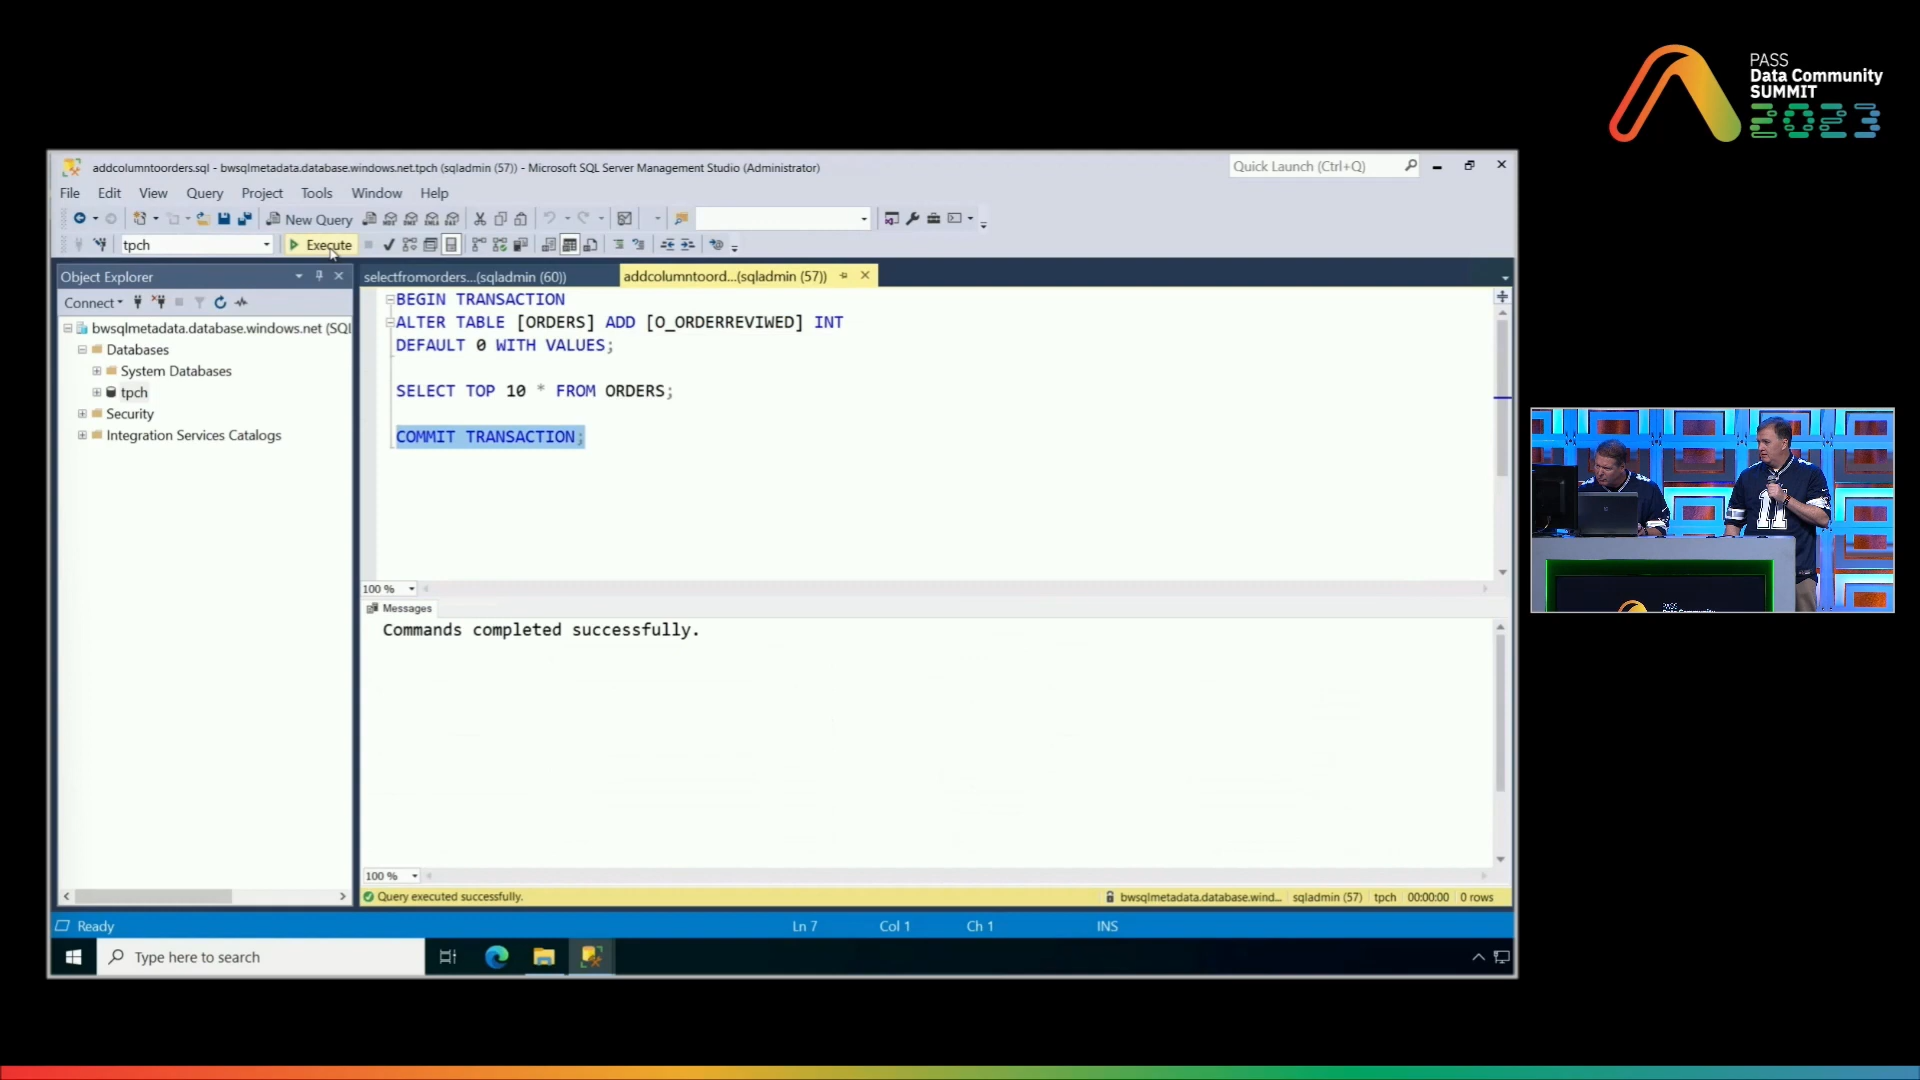 PASS
Data Community
SUMMIT
2023
addcolumntoorders.sql - bwsqlmetadata.database.windows.net.tpch (sqladmin (57)) - Microsoft SQL Server Management Studio (Administrator)
Quick Launch (Ctrl+Q)
File Edit View Query Project Tools Window Help
New Query
tpch
Execute
Object Explorer
selectfromorders...(sqladmin (60))
addcolumntoord...(sqladmin (57))
Connect
bwsqlmetadata.database.windows.net (SQL
Databases
System Databases
tpch
Security
Integration Services Catalogs
BEGIN TRANSACTION
ALTER TABLE [ORDERS] ADD [O_ORDERREVIWED] INT
DEFAULT 0 WITH VALUES;
SELECT TOP 10 * FROM ORDERS;
COMMIT TRANSACTION;
100 %
Messages
Commands completed successfully.
100 %
Query executed successfully.
bwsqlmetadata.database.wind... sqladmin (57) tpch 00:00:00 0 rows
Ready
Ln 7 Col 1 Ch 1 INS
Type here to search
11